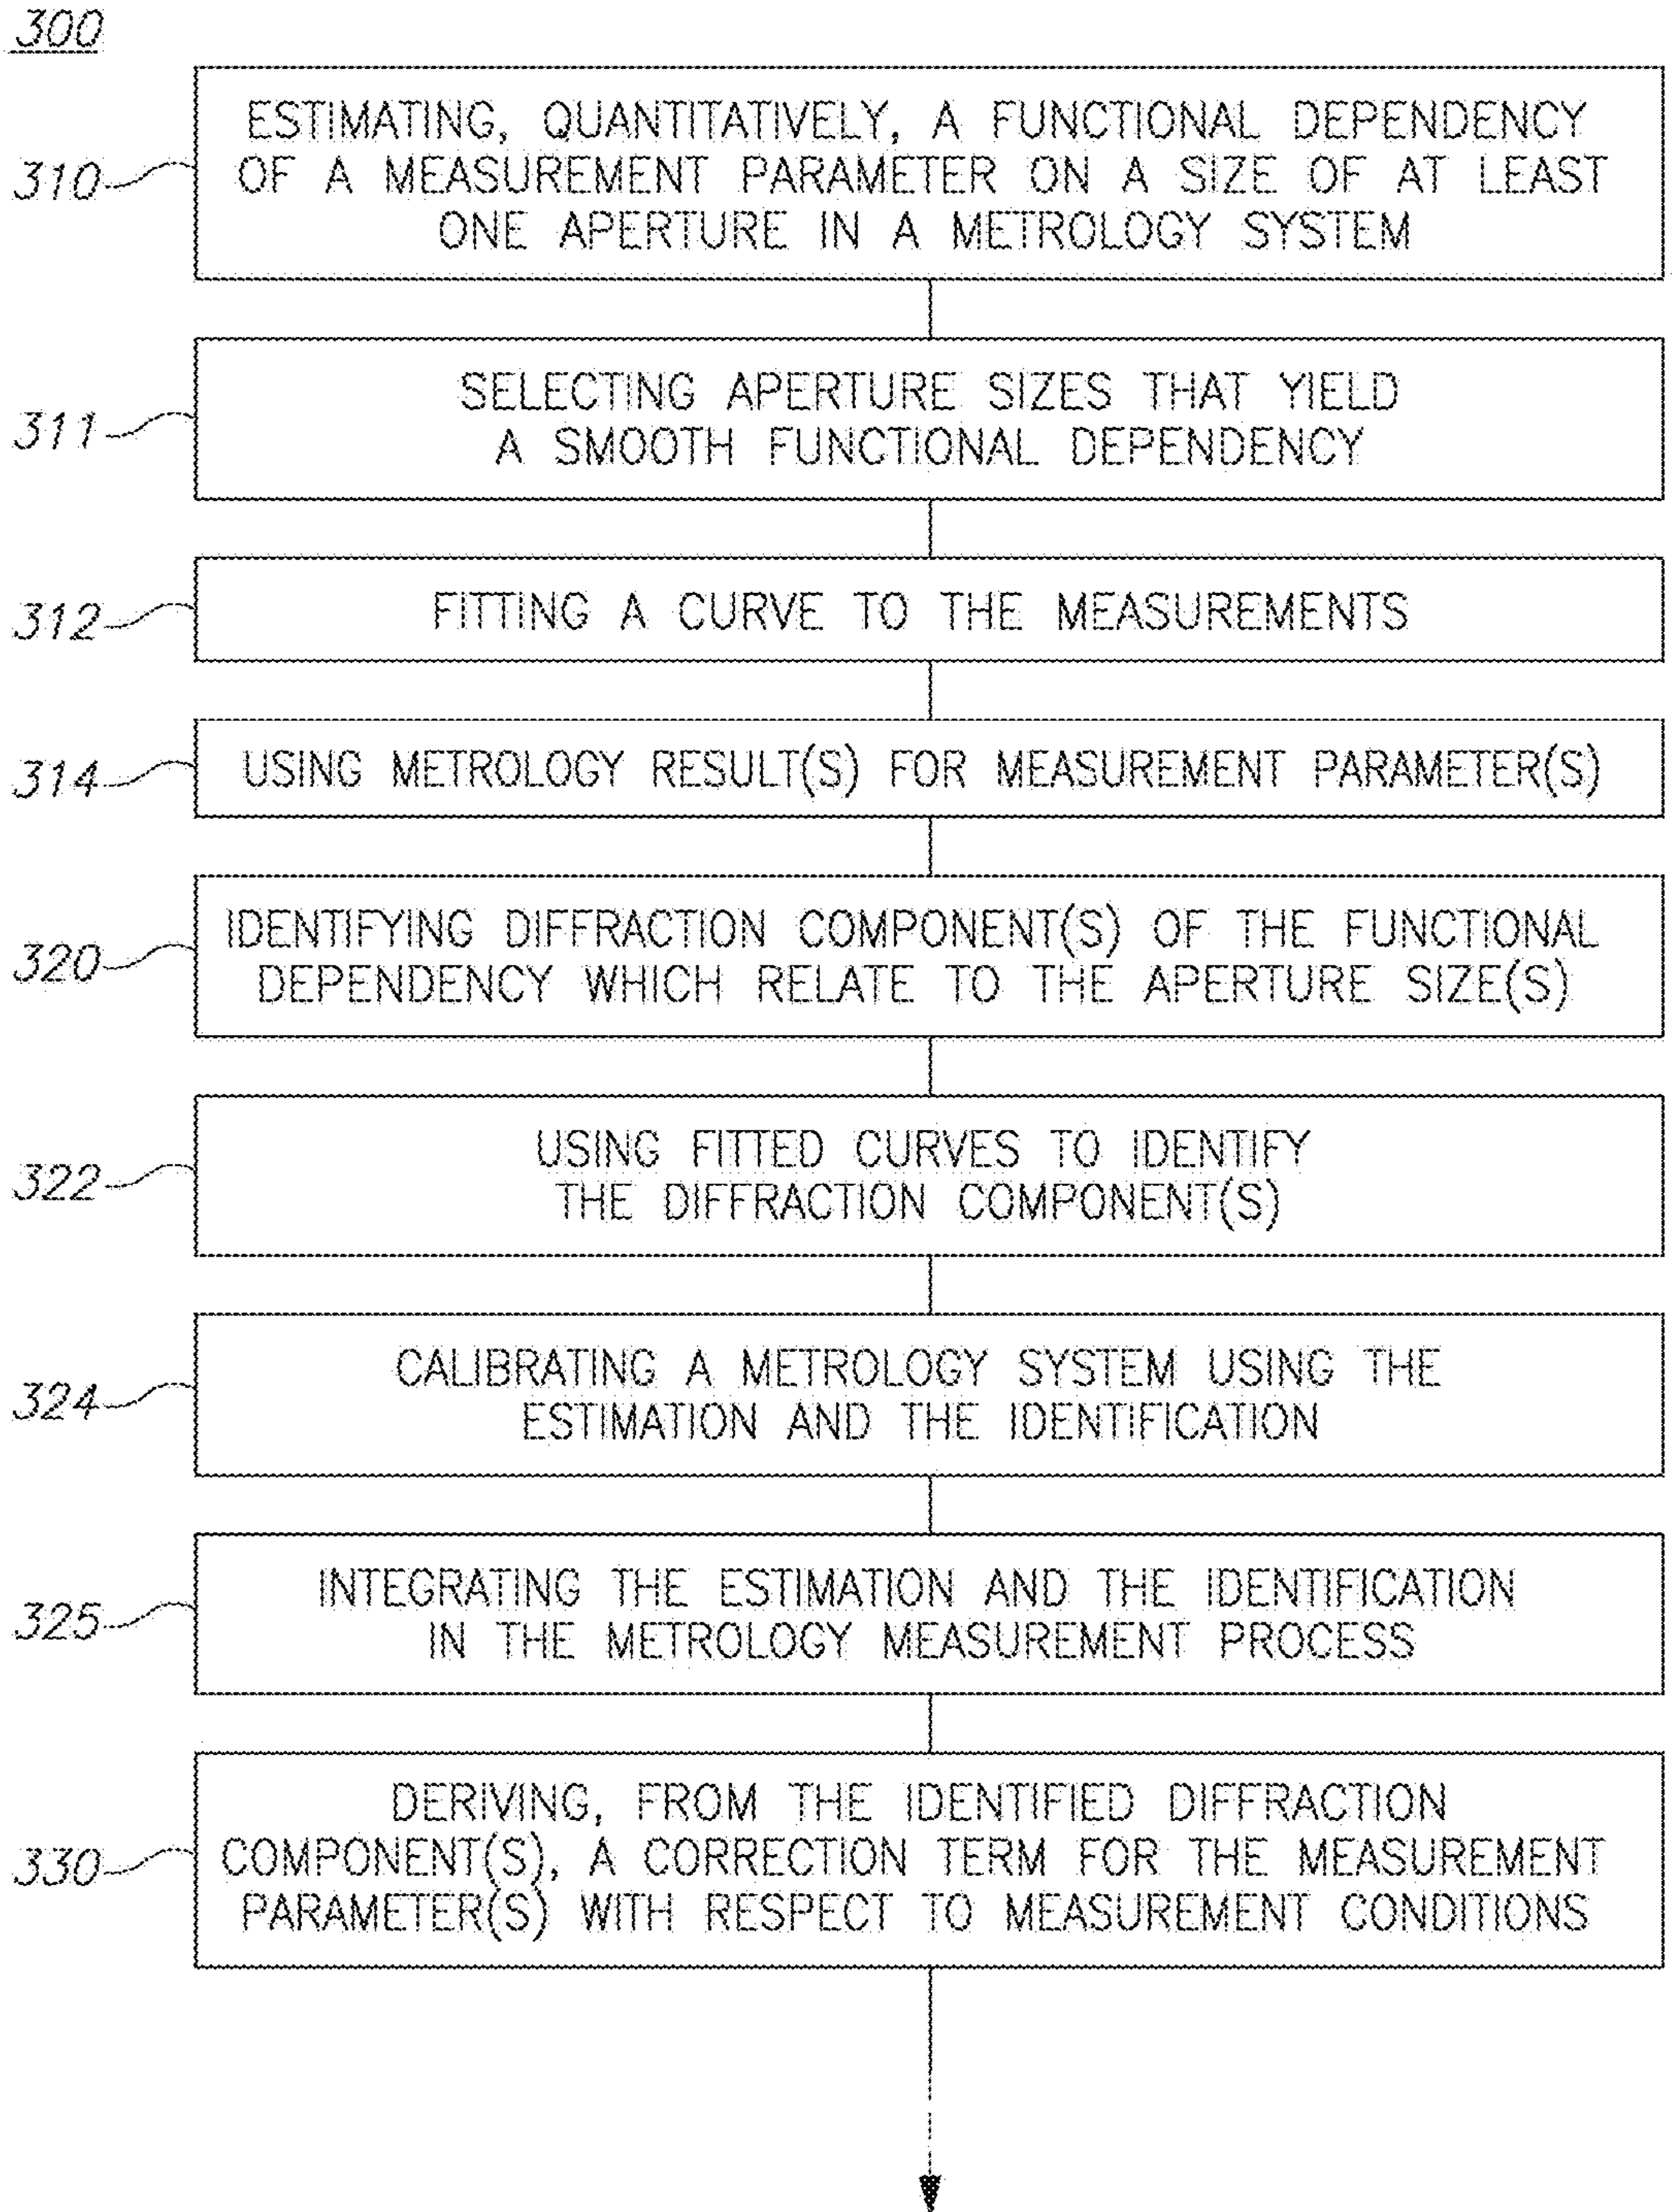 300
310
ESTIMATING, QUANTITATIVELY, A FUNCTIONAL DEPENDENCY
OF A MEASUREMENT PARAMETER ON A SIZE OF AT LEAST
ONE APERTURE IN A METROLOGY SYSTEM
311
SELECTING APERTURE SIZES THAT YIELD
A SMOOTH FUNCTIONAL DEPENDENCY
312
FITTING A CURVE TO THE MEASUREMENTS
314
USING METROLOGY RESULT(S) FOR MEASUREMENT PARAMETER(S)
320
IDENTIFYING DIFFRACTION COMPONENT(S) OF THE FUNCTIONAL
DEPENDENCY WHICH RELATE TO THE APERTURE SIZE(S)
322
USING FITTED CURVES TO IDENTIFY
THE DIFFRACTION COMPONENT(S)
324
CALIBRATING A METROLOGY SYSTEM USING THE
ESTIMATION AND THE IDENTIFICATION
325
INTEGRATING THE ESTIMATION AND THE IDENTIFICATION
IN THE METROLOGY MEASUREMENT PROCESS
330
DERIVING, FROM THE IDENTIFIED DIFFRACTION
COMPONENT(S), A CORRECTION TERM FOR THE MEASUREMENT
PARAMETER(S) WITH RESPECT TO MEASUREMENT CONDITIONS